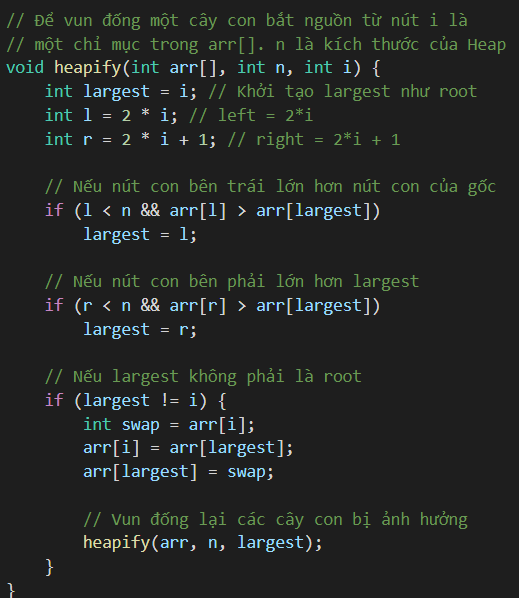 // Để vun đống một cây con bắt nguồn từ nút i là
// một chỉ mục trong arr[]. n là kích thước của Heap
void heapify(int arr[], int n, int i) {
    int largest = i; // Khởi tạo largest như root
    int l = 2 * i; // left = 2*i
    int r = 2 * i + 1; // right = 2*i + 1

    // Nếu nút con bên trái lớn hơn nút con của gốc
    if (l < n && arr[l] > arr[largest])
        largest = l;

    // Nếu nút con bên phải lớn hơn largest
    if (r < n && arr[r] > arr[largest])
        largest = r;

    // Nếu largest không phải là root
    if (largest != i) {
        int swap = arr[i];
        arr[i] = arr[largest];
        arr[largest] = swap;

        // Vun đống lại các cây con bị ảnh hưởng
        heapify(arr, n, largest);
    }
}